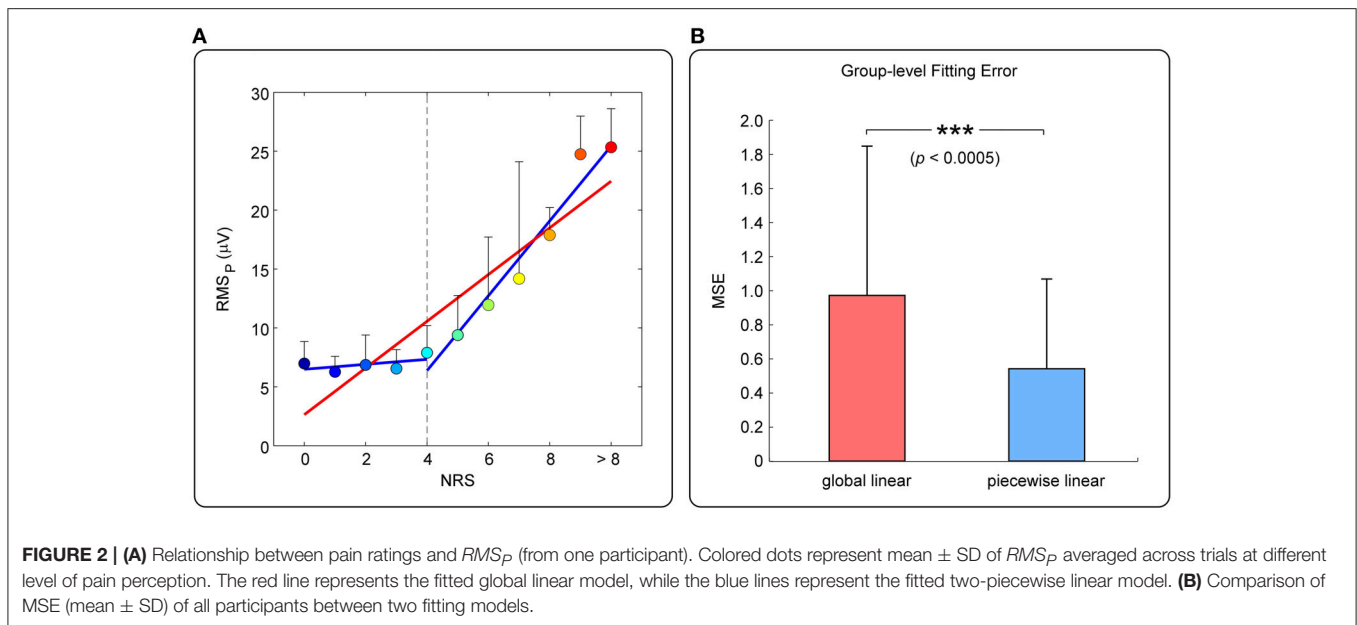 A
30
25
20
15
10
5
0
RMS_P (µV)
0 2 4 6 8 > 8
NRS
B
Group-level Fitting Error
2.0
1.8
1.6
1.4
1.2
1.0
0.8
0.6
0.4
0.2
0
MSE
***
(p < 0.0005)
global linear piecewise linear
FIGURE 2 | (A) Relationship between pain ratings and RMS_P (from one participant). Colored dots represent mean ± SD of RMS_P averaged across trials at different
level of pain perception. The red line represents the fitted global linear model, while the blue lines represent the fitted two-piecewise linear model. (B) Comparison of
MSE (mean ± SD) of all participants between two fitting models.